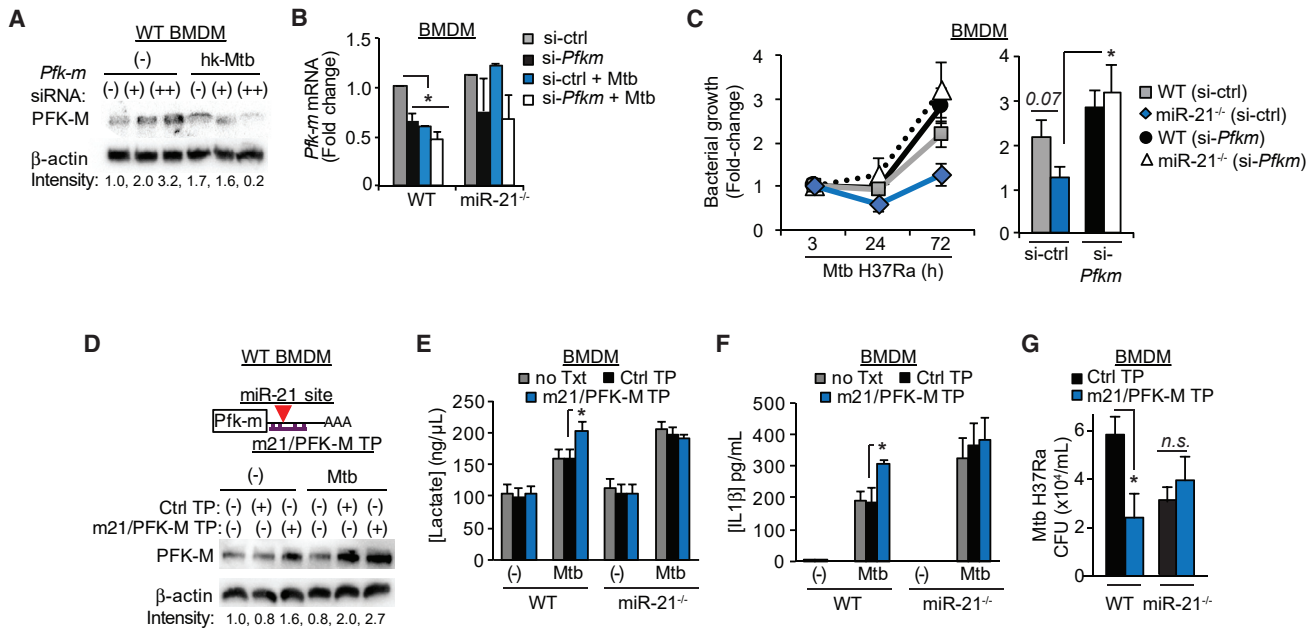 A
WT BMDM
(-) hk-Mtb
Pfk-m
siRNA: (-) (+) (++) (-) (+) (++)
PFK-M
β-actin
Intensity: 1.0, 2.0 3.2, 1.7, 1.6, 0.2
B
BMDM
Pfk-m mRNA
(Fold change)
1.5
1.0
0.5
0
*
WT miR-21-/-
si-ctrl
si-Pfkm
si-ctrl + Mtb
si-Pfkm + Mtb
C
BMDM
Bacterial growth
(Fold-change)
4
3
2
1
0
3 24 72
Mtb H37Ra (h)
4
3
2
1
0
0.07
*
si-ctrl si-
Pfkm
WT (si-ctrl)
miR-21-/- (si-ctrl)
WT (si-Pfkm)
miR-21-/- (si-Pfkm)
D
WT BMDM
miR-21 site
Pfk-m AAA
m21/PFK-M TP
(-) Mtb
Ctrl TP: (-) (+) (-) (-) (+) (-)
m21/PFK-M TP: (-) (-) (+) (-) (-) (+)
PFK-M
β-actin
Intensity: 1.0, 0.8 1.6, 0.8, 2.0 2.7
E
BMDM
no Txt Ctrl TP
m21/PFK-M TP
[Lactate] (ng/μL)
250
200
150
100
50
0
*
(-) Mtb (-) Mtb
WT miR-21-/-
F
BMDM
no Txt Ctrl TP
m21/PFK-M TP
[IL1β] pg/mL
500
400
300
200
100
0
*
(-) Mtb (-) Mtb
WT miR-21-/-
G
BMDM
Ctrl TP
m21/PFK-M TP
Mtb H37Ra
CFU (x10⁴/mL)
6
4
2
0
*
n.s.
WT miR-21-/-